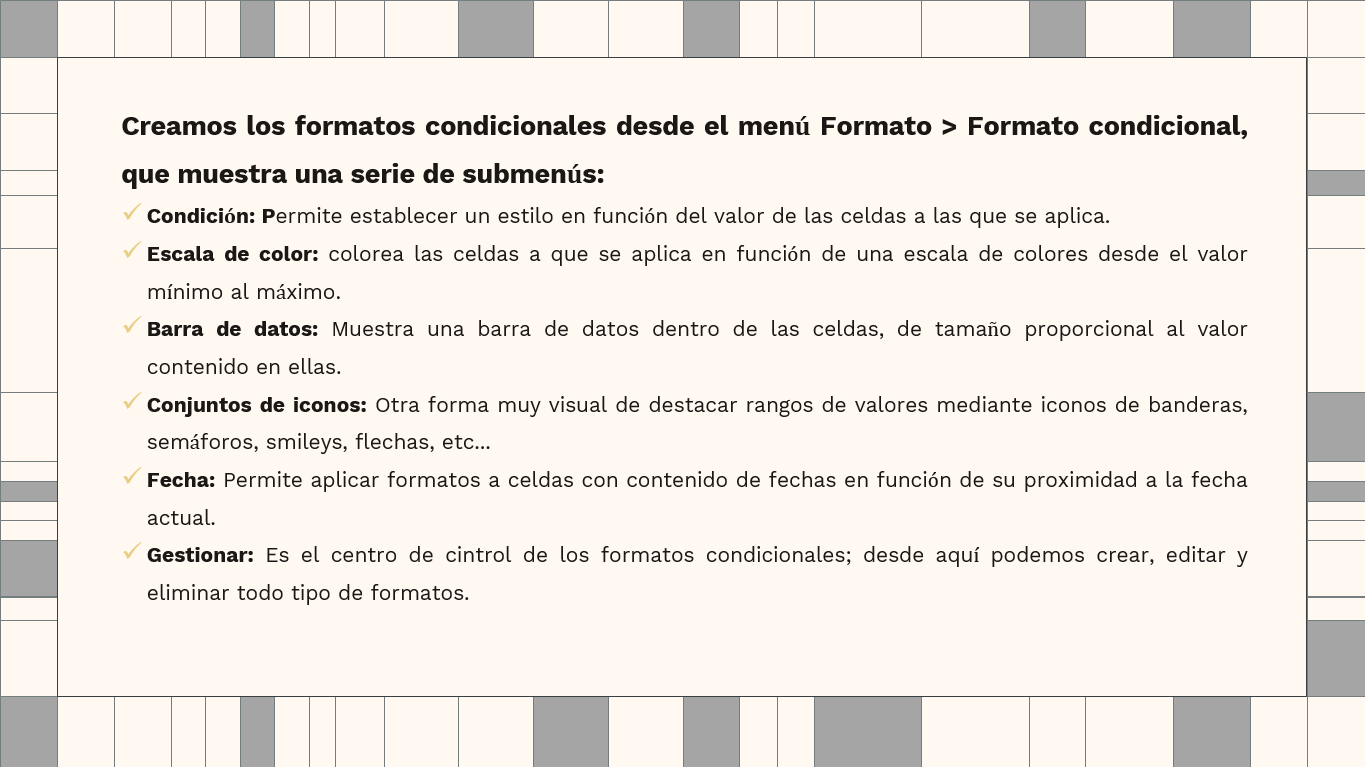 Creamos los formatos condicionales desde el menú Formato > Formato condicional,
que muestra una serie de submenús:
✓ Condición: Permite establecer un estilo en función del valor de las celdas a las que se aplica.
✓ Escala de color: colorea las celdas a que se aplica en función de una escala de colores desde el valor
mínimo al máximo.
✓ Barra de datos: Muestra una barra de datos dentro de las celdas, de tamaño proporcional al valor
contenido en ellas.
✓ Conjuntos de iconos: Otra forma muy visual de destacar rangos de valores mediante iconos de banderas,
semáforos, smileys, flechas, etc...
✓ Fecha: Permite aplicar formatos a celdas con contenido de fechas en función de su proximidad a la fecha
actual.
✓ Gestionar: Es el centro de cintrol de los formatos condicionales; desde aquí podemos crear, editar y
eliminar todo tipo de formatos.